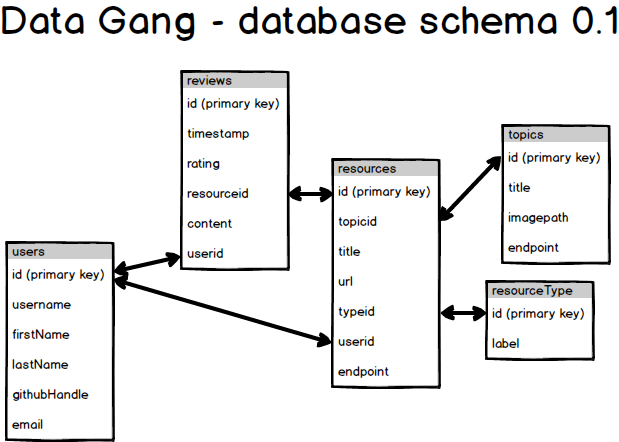 Data Gang - database schema 0.1
reviews
id (primary key)
timestamp
rating
resourceid
content
userid
resources
id (primary key)
topicid
title
url
typeid
userid
endpoint
topics
id (primary key)
title
imagepath
endpoint
users
id (primary key)
username
firstName
lastName
githubHandle
email
resourceType
id (primary key)
label